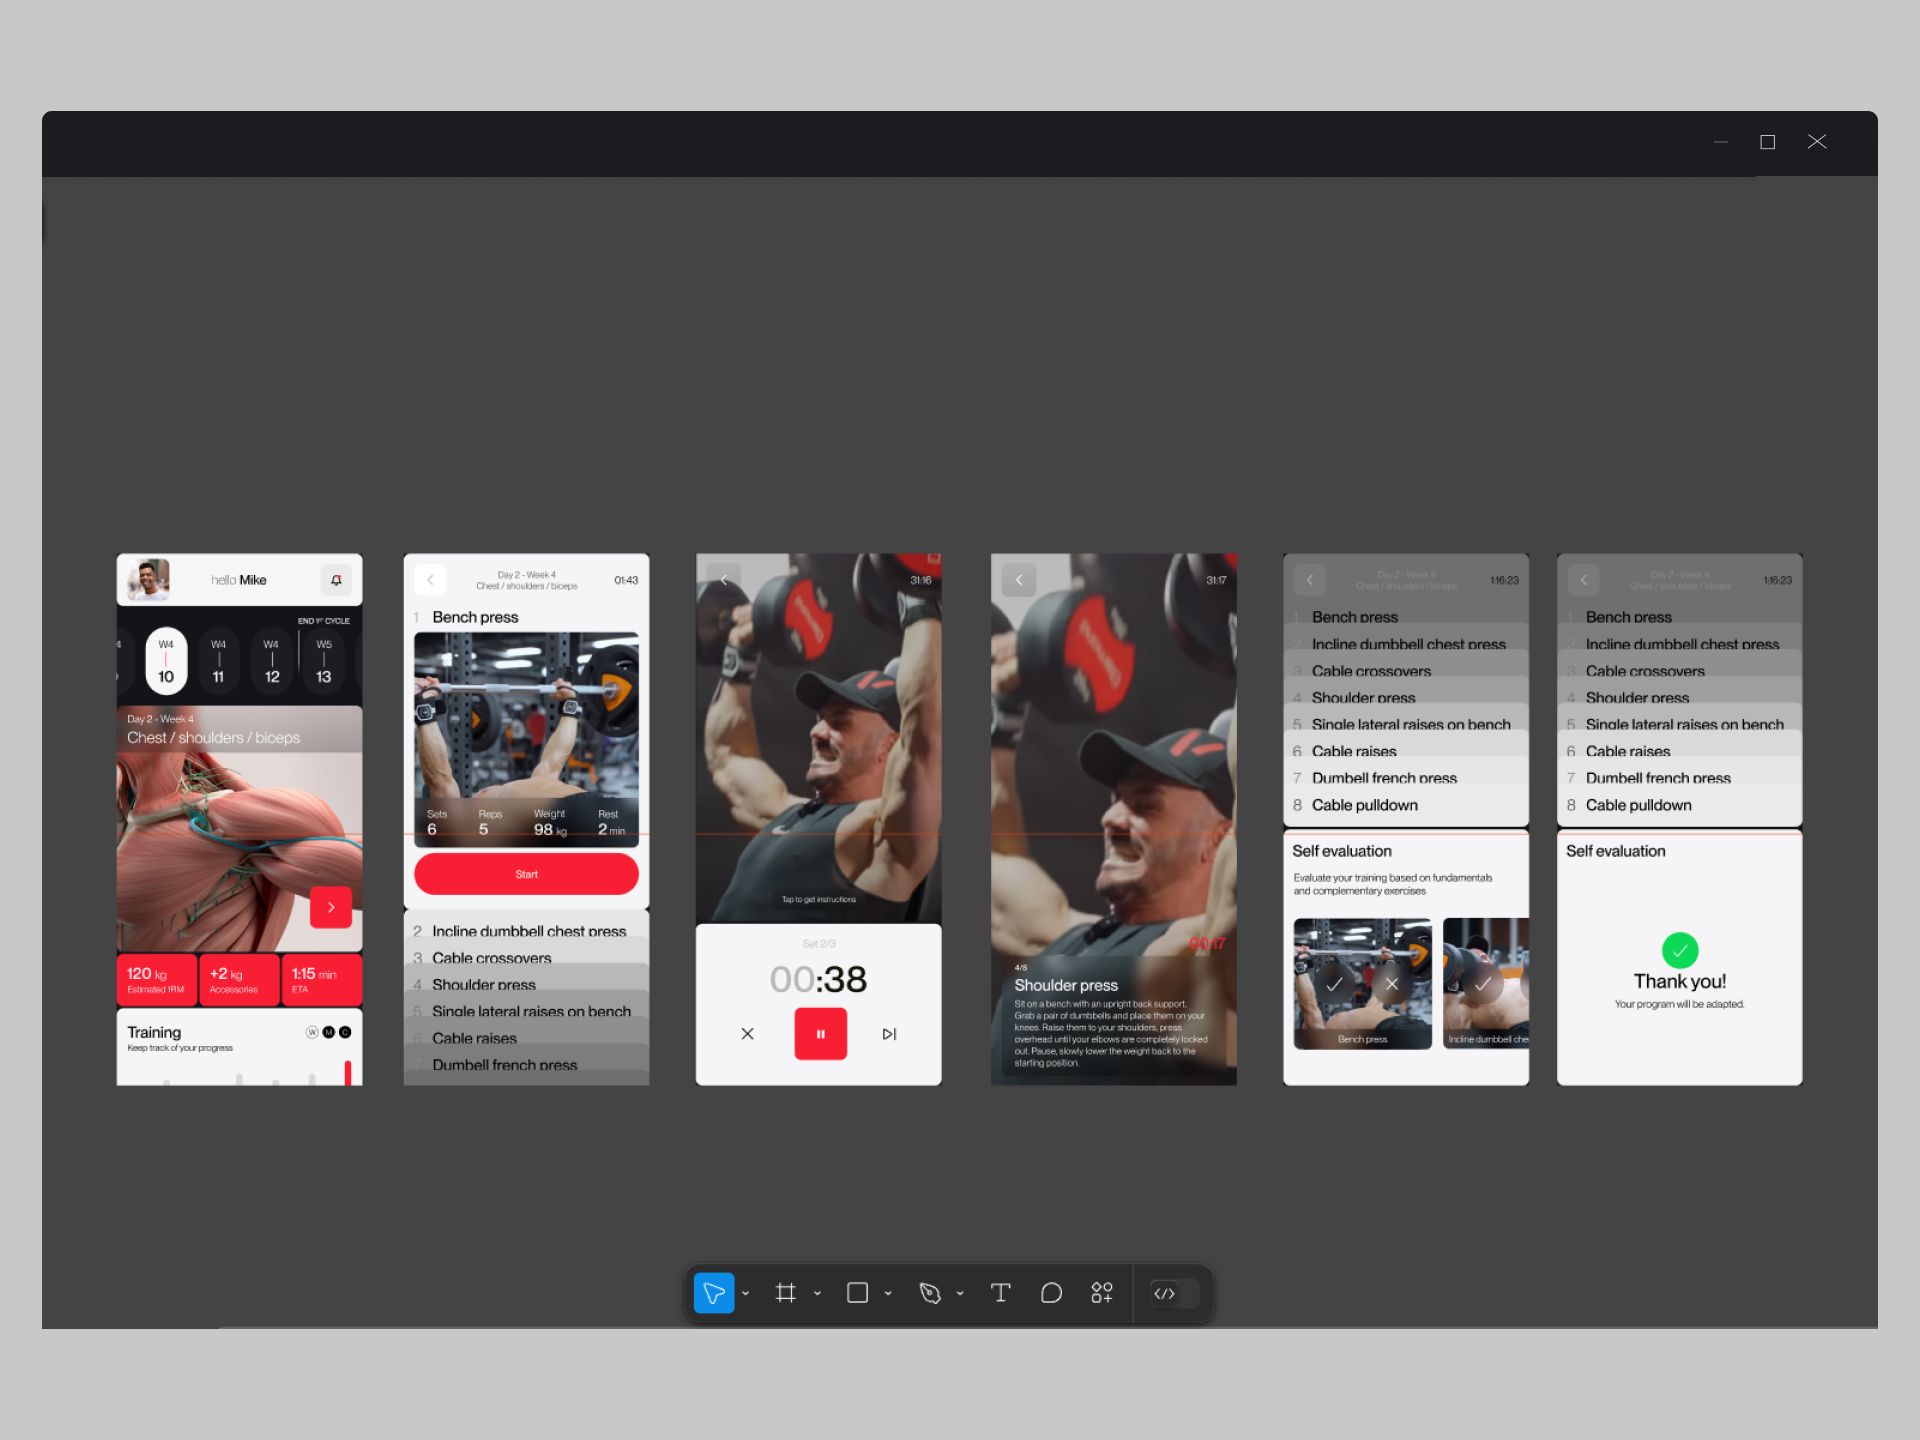 hello Mike
END 1ST CYCLE
4
W4
10
W4
11
W4
12
W5
13
Day 2 - Week 4
Chest / shoulders / biceps
120 kg
Estimated 1RM
+2 kg
Accessories
1:15 min
ETA
Training
W M C
Keep track of your progress
Day 2 - Week 4
Chest / shoulders / biceps
01:43
1 Bench press
Sets
6
Reps
5
Weight
98 kg
Rest
2 min
Start
2 Incline dumbbell chest press
3 Cable crossovers
4 Shoulder press
5 Single lateral raises on bench
6 Cable raises
7 Dumbell french press
31:16
Tap to get instructions
Set 2/3
00:38
31:17
00:17
4/8
Shoulder press
Sit on a bench with an upright back support.
Grab a pair of dumbbells and place them on your
knees. Raise them to your shoulders, press
overhead until your elbows are completely locked
out. Pause, slowly lower the weight back to the
starting position.
Day 2 - Week 4
Chest / shoulders / biceps
1:16:23
1 Bench press
2 Incline dumbbell chest press
3 Cable crossovers
4 Shoulder press
5 Single lateral raises on bench
6 Cable raises
7 Dumbell french press
8 Cable pulldown
Self evaluation
Evaluate your training based on fundamentals
and complementary exercises
Bench press
Incline dumbbell che
Day 2 - Week 4
Chest / shoulders / biceps
1:16:23
1 Bench press
2 Incline dumbbell chest press
3 Cable crossovers
4 Shoulder press
5 Single lateral raises on bench
6 Cable raises
7 Dumbell french press
8 Cable pulldown
Self evaluation
Thank you!
Your program will be adapted.